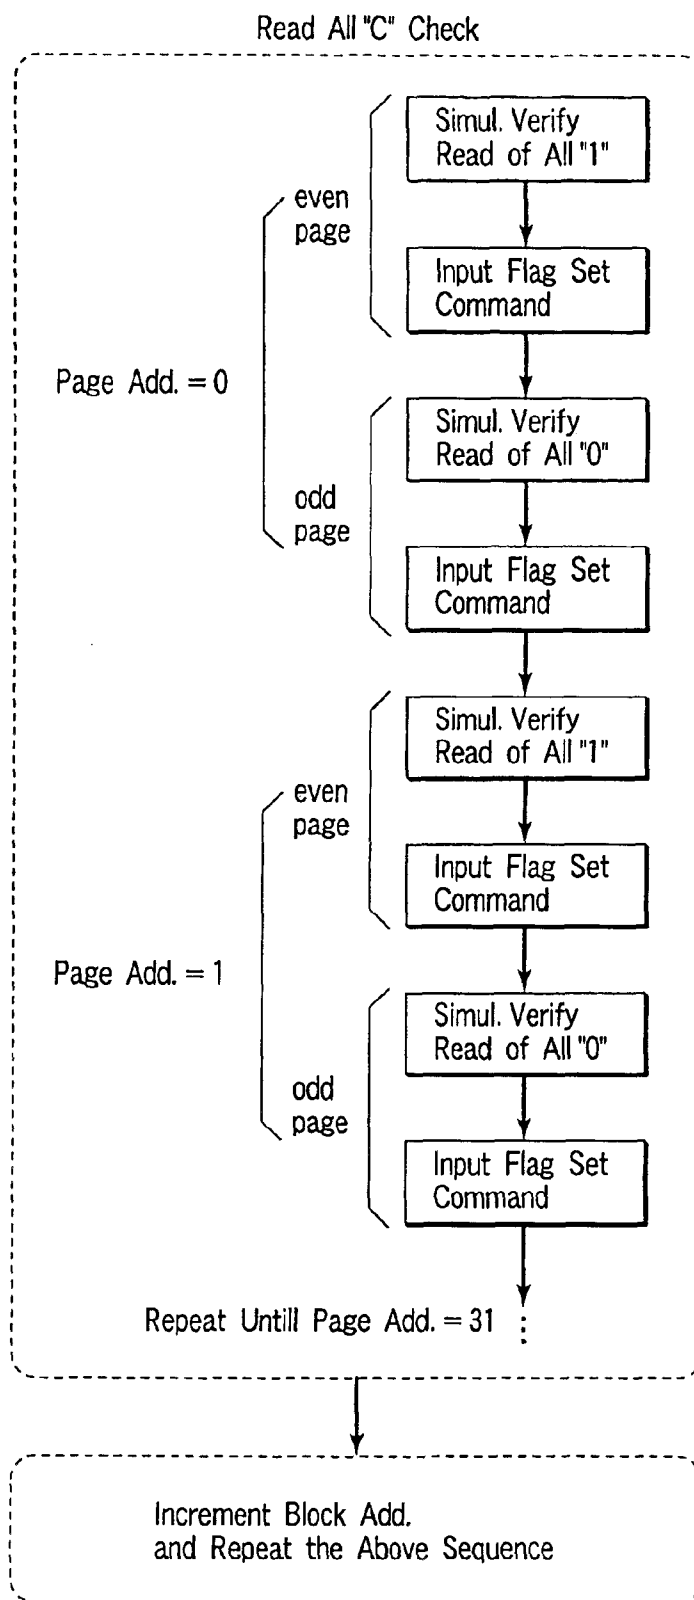 Read All "C" Check
Simul. Verify
Read of All "1"
even
page
Input Flag Set
Command
Page Add. = 0
Simul. Verify
Read of All "0"
odd
page
Input Flag Set
Command
Simul. Verify
Read of All "1"
even
page
Input Flag Set
Command
Page Add. = 1
Simul. Verify
Read of All "0"
odd
page
Input Flag Set
Command
Repeat Untill Page Add. = 31
Increment Block Add.
and Repeat the Above Sequence